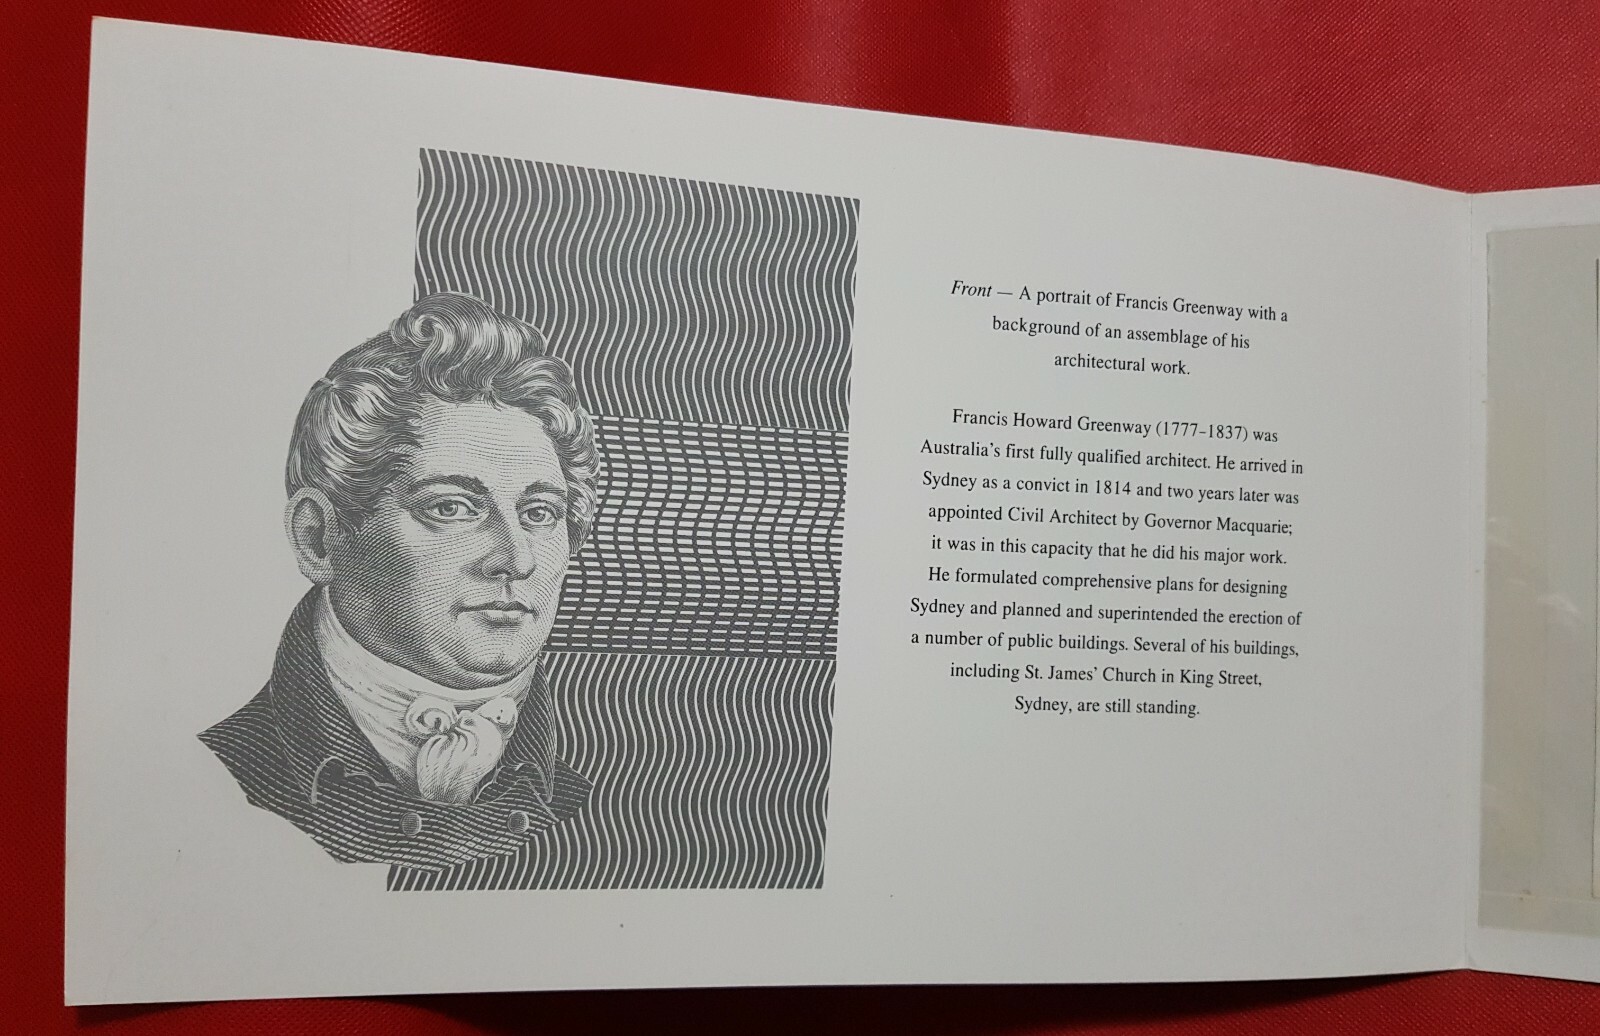 Front — A portrait of Francis Greenway with a
background of an assemblage of his
architectural work.
Francis Howard Greenway (1777–1837) was
Australia's first fully qualified architect. He arrived in
Sydney as a convict in 1814 and two years later was
appointed Civil Architect by Governor Macquarie;
it was in this capacity that he did his major work.
He formulated comprehensive plans for designing
Sydney and planned and superintended the erection of
a number of public buildings. Several of his buildings,
including St. James' Church in King Street,
Sydney, are still standing.